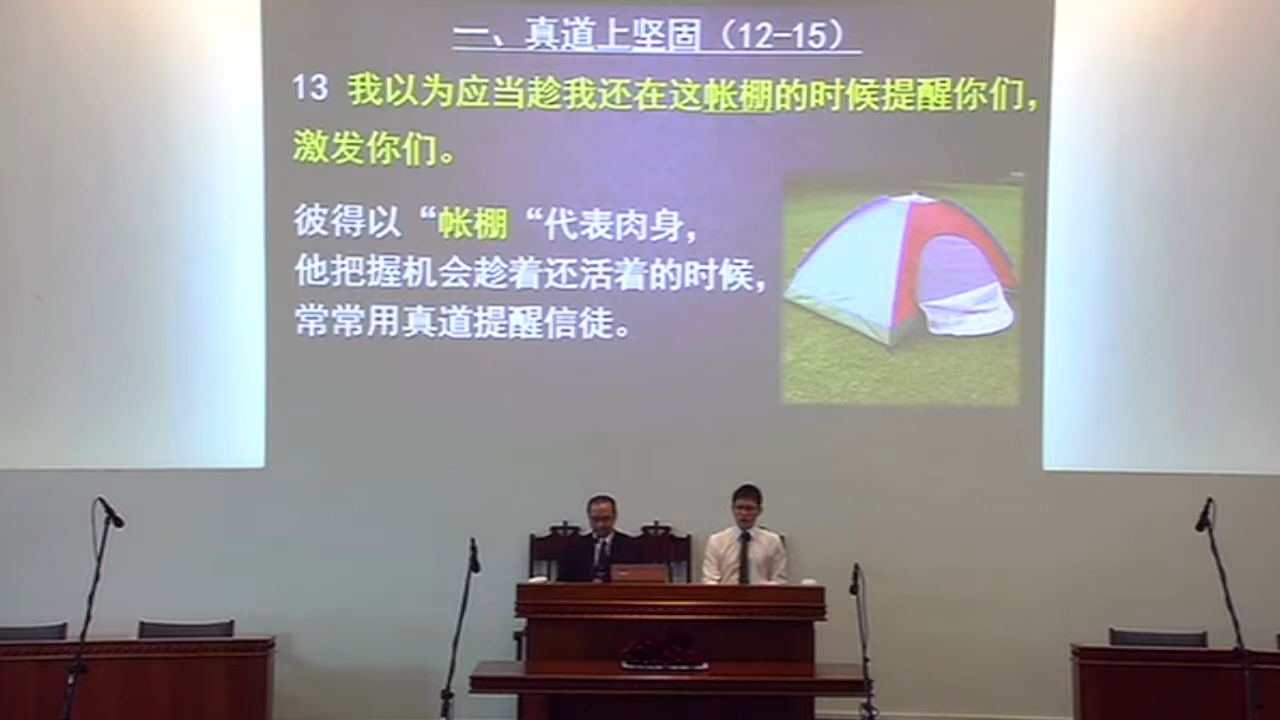 一、真道上坚固（12-15）
13 我以为应当趁我还在这帐棚的时候提醒你们，
激发你们。
彼得以“帐棚“代表肉身，
他把握机会趁着还活着的时候，
常常用真道提醒信徒。